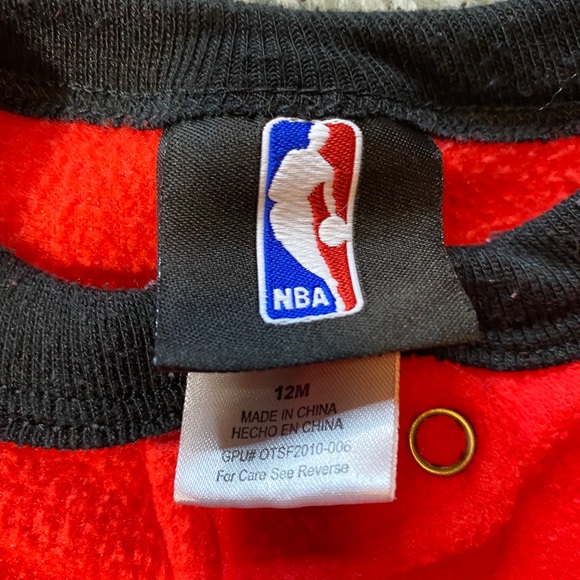 NBA
12M
MADE IN CHINA
HECHO EN CHINA
GPU# OTSF2010-006
For Care See Reverse